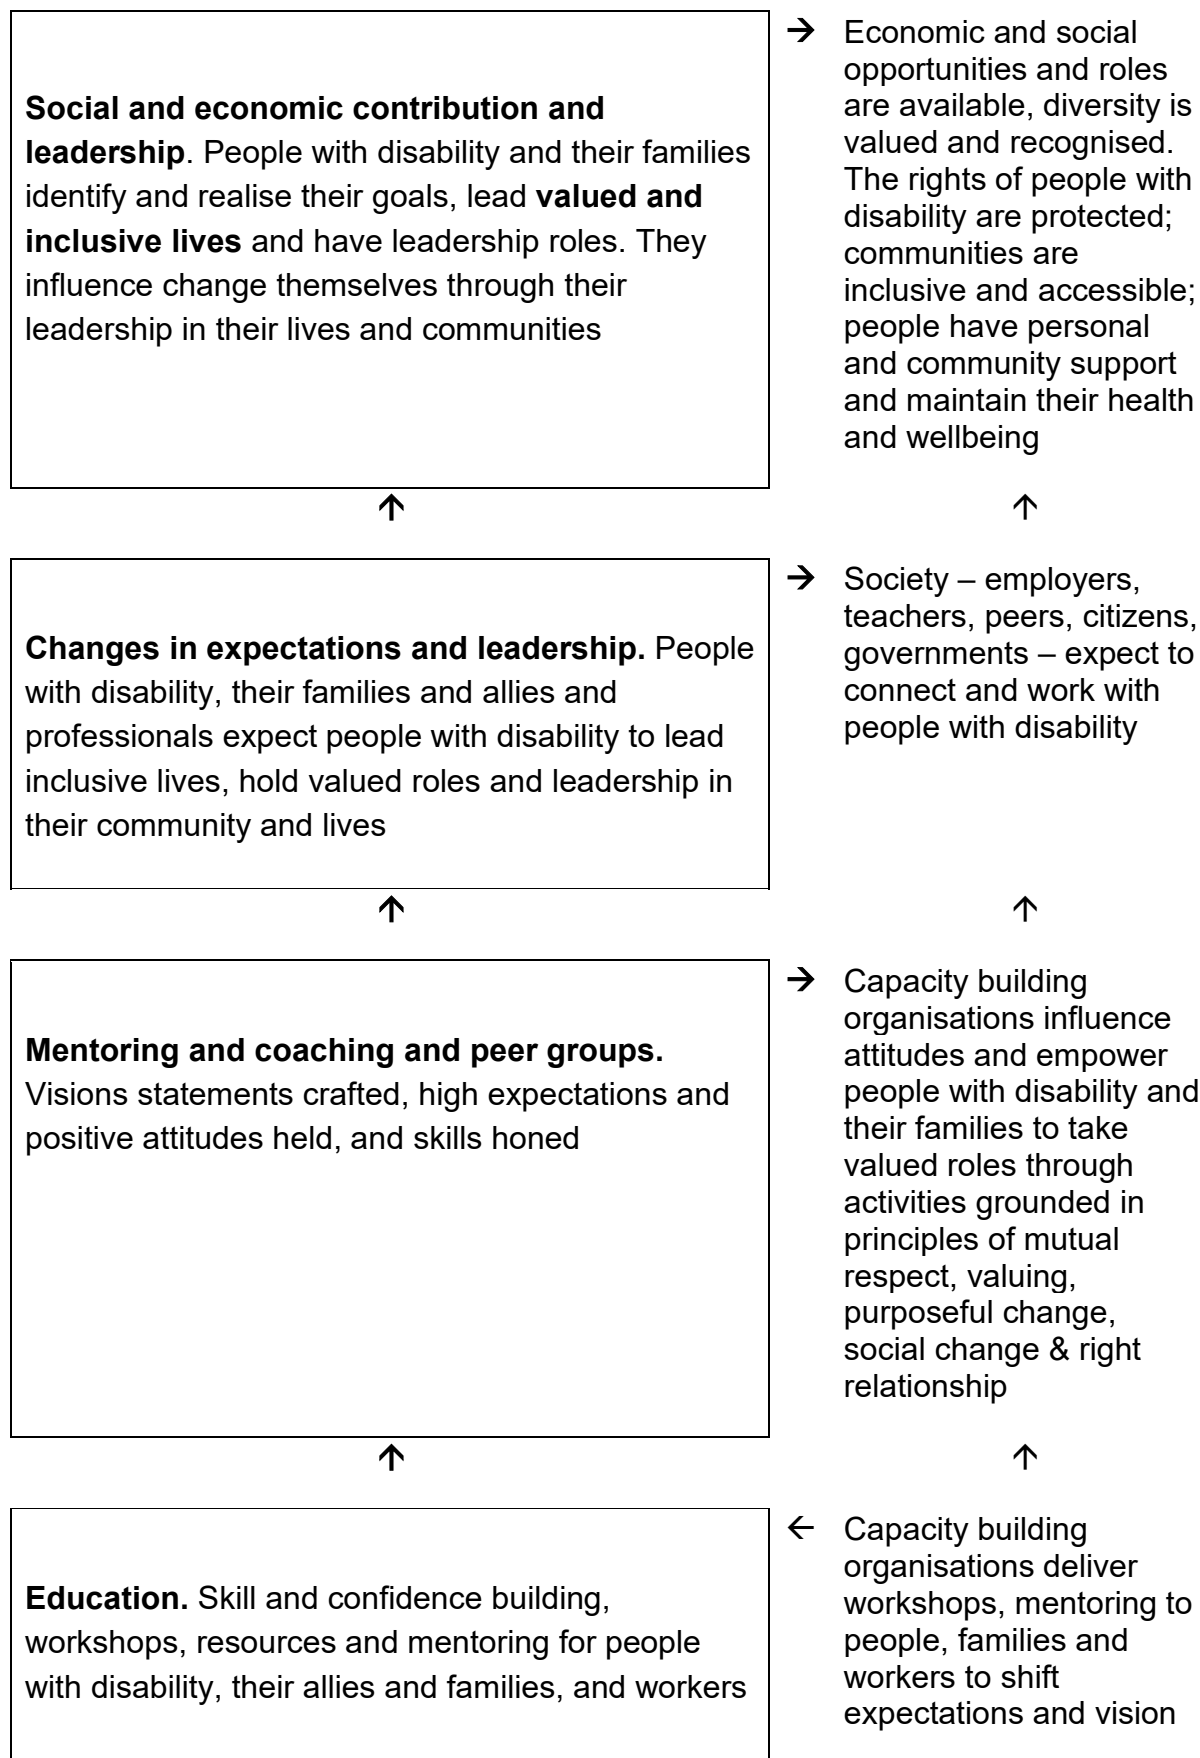 Social and economic contribution and
leadership. People with disability and their families
identify and realise their goals, lead valued and
inclusive lives and have leadership roles. They
influence change themselves through their
leadership in their lives and communities
→ Economic and social
opportunities and roles
are available, diversity is
valued and recognised.
The rights of people with
disability are protected;
communities are
inclusive and accessible;
people have personal
and community support
and maintain their health
and wellbeing
↑ ↑
Changes in expectations and leadership. People
with disability, their families and allies and
professionals expect people with disability to lead
inclusive lives, hold valued roles and leadership in
their community and lives
→ Society – employers,
teachers, peers, citizens,
governments – expect to
connect and work with
people with disability
↑ ↑
Mentoring and coaching and peer groups.
Visions statements crafted, high expectations and
positive attitudes held, and skills honed
→ Capacity building
organisations influence
attitudes and empower
people with disability and
their families to take
valued roles through
activities grounded in
principles of mutual
respect, valuing,
purposeful change,
social change & right
relationship
↑ ↑
Education. Skill and confidence building,
workshops, resources and mentoring for people
with disability, their allies and families, and workers
← Capacity building
organisations deliver
workshops, mentoring to
people, families and
workers to shift
expectations and vision